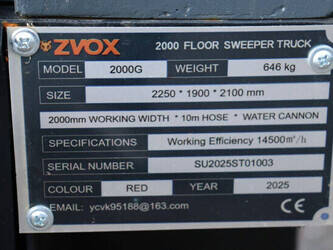 ZVOX 2000 FLOOR SWEEPER TRUCK
MODEL 2000G WEIGHT 646 kg
SIZE 2250 * 1900 * 2100 mm
2000mm WORKING WIDTH * 10m HOSE * WATER CANNON
SPECIFICATIONS Working Efficiency 14500㎡/h
SERIAL NUMBER SU2025ST01003
COLOUR RED YEAR 2025
EMAIL: ycvk95188@163.com CE